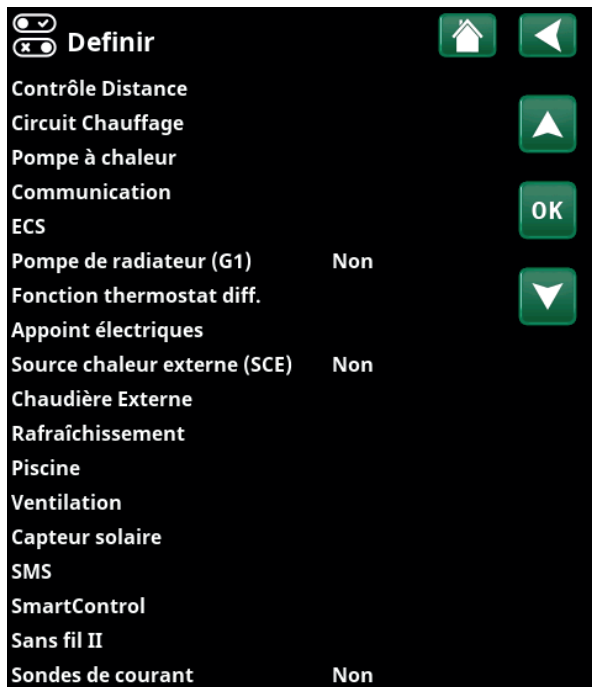 Definir
Contrôle Distance
Circuit Chauffage
Pompe à chaleur
Communication
OK
ECS
Pompe de radiateur (G1) Non
Fonction thermostat diff.
Appoint électriques
Source chaleur externe (SCE) Non
Chaudière Externe
Rafraîchissement
Piscine
Ventilation
Capteur solaire
SMS
SmartControl
Sans fil II
Sondes de courant Non